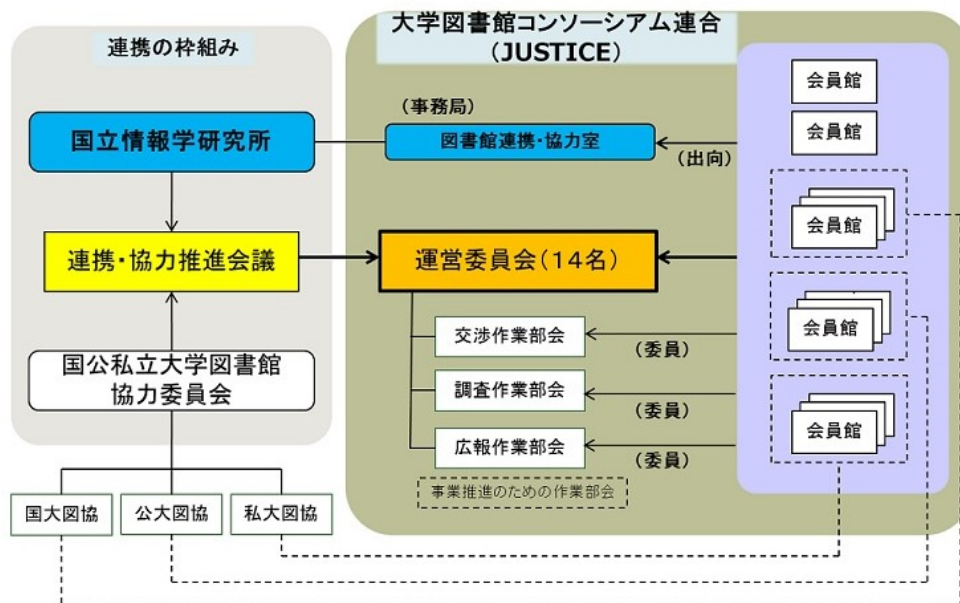 連携の枠組み
国立情報学研究所
連携・協力推進会議
国公私立大学図書館
協力委員会
国大図協
公大図協
私大図協
大学図書館コンソーシアム連合
(JUSTICE)
(事務局)
図書館連携・協力室
(出向)
運営委員会(14名)
交渉作業部会
(委員)
調査作業部会
(委員)
広報作業部会
(委員)
事業推進のための作業部会
会員館
会員館
会員館
会員館
会員館